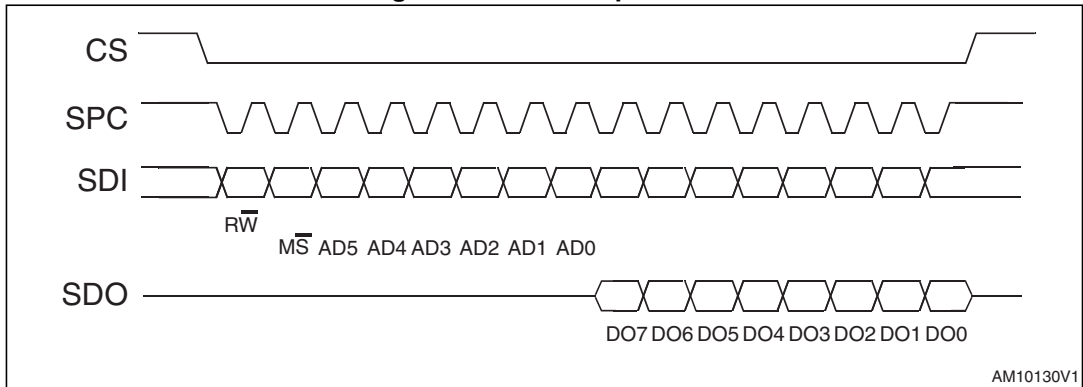 CS
SPC
SDI
RW
MS AD5 AD4 AD3 AD2 AD1 AD0
SDO
DO7 DO6 DO5 DO4 DO3 DO2 DO1 DO0
AM10130V1